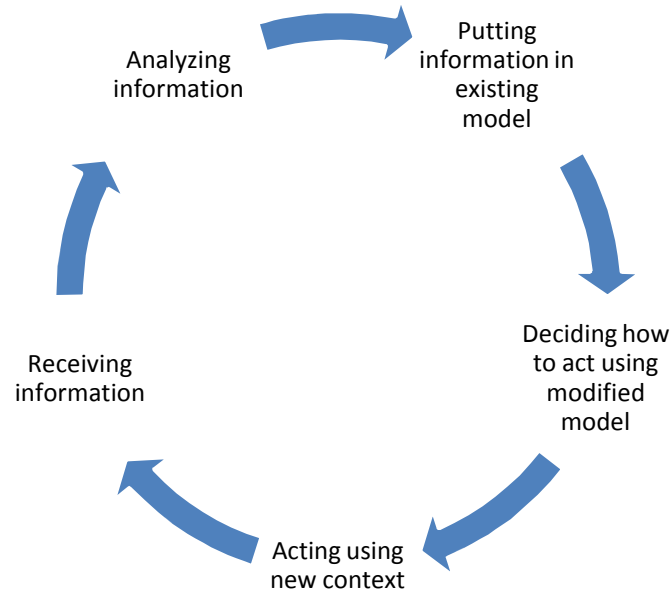 Analyzing
information
Putting
information in
existing
model
Deciding how
to act using
modified
model
Acting using
new context
Receiving
information